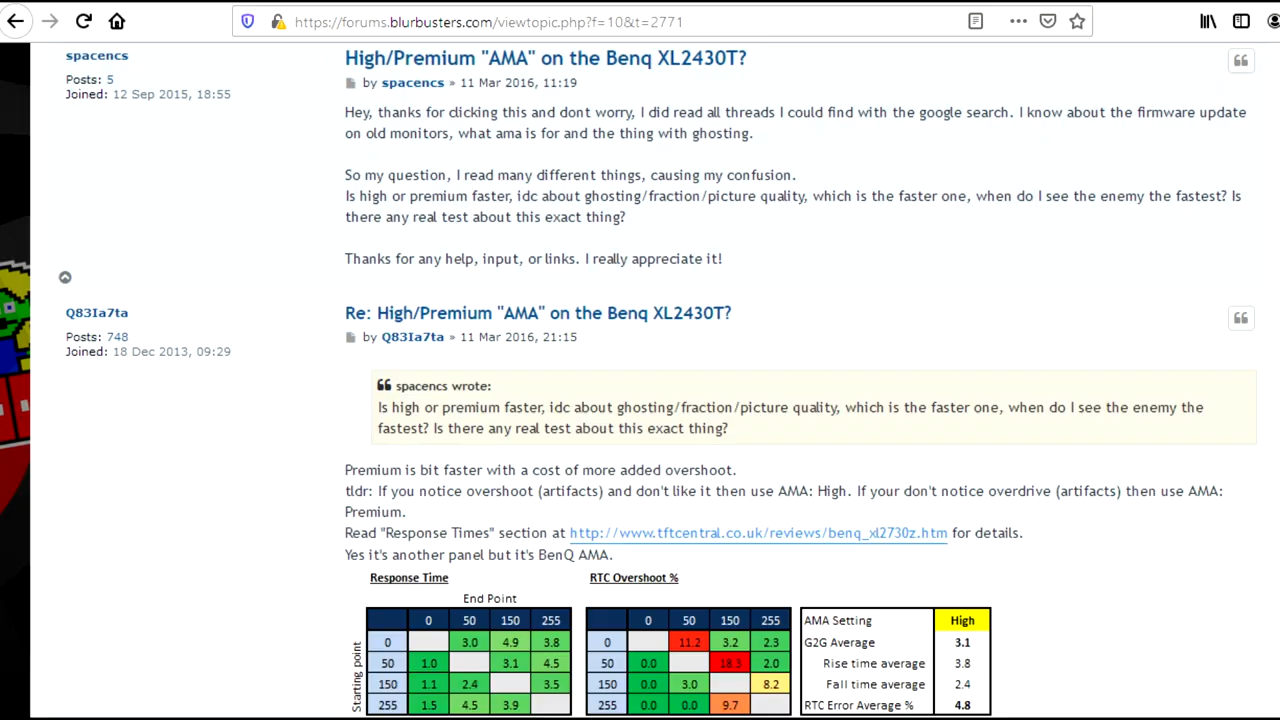 https://forums.blurbusters.com/viewtopic.php?f=10&t=2771
spacencs
Posts: 5
Joined: 12 Sep 2015, 18:55
High/Premium "AMA" on the Benq XL2430T?
by spacencs » 11 Mar 2016, 11:19
Hey, thanks for clicking this and dont worry, I did read all threads I could find with the google search. I know about the firmware update
on old monitors, what ama is for and the thing with ghosting.
So my question, I read many different things, causing my confusion.
Is high or premium faster, idc about ghosting/fraction/picture quality, which is the faster one, when do I see the enemy the fastest? Is
there any real test about this exact thing?
Thanks for any help, input, or links. I really appreciate it!
Q83Ia7ta
Posts: 748
Joined: 18 Dec 2013, 09:29
Re: High/Premium "AMA" on the Benq XL2430T?
by Q83Ia7ta » 11 Mar 2016, 21:15
spacencs wrote:
Is high or premium faster, idc about ghosting/fraction/picture quality, which is the faster one, when do I see the enemy the
fastest? Is there any real test about this exact thing?
Premium is bit faster with a cost of more added overshoot.
tldr: If you notice overshoot (artifacts) and don't like it then use AMA: High. If your don't notice overdrive (artifacts) then use AMA:
Premium.
Read "Response Times" section at http://www.tftcentral.co.uk/reviews/benq_xl2730z.htm for details.
Yes it's another panel but it's BenQ AMA.
Response Time
End Point
Starting point
0 50 150 255
0 3.0 4.9 3.8
50 1.0 3.1 4.5
150 1.1 2.4 3.5
255 1.5 4.5 3.9
RTC Overshoot %
0 50 150 255
0 11.2 3.2 2.3
50 0.0 18.3 2.0
150 0.0 3.0 8.2
255 0.0 0.0 9.7
AMA Setting High
G2G Average 3.1
Rise time average 3.8
Fall time average 2.4
RTC Error Average % 4.8